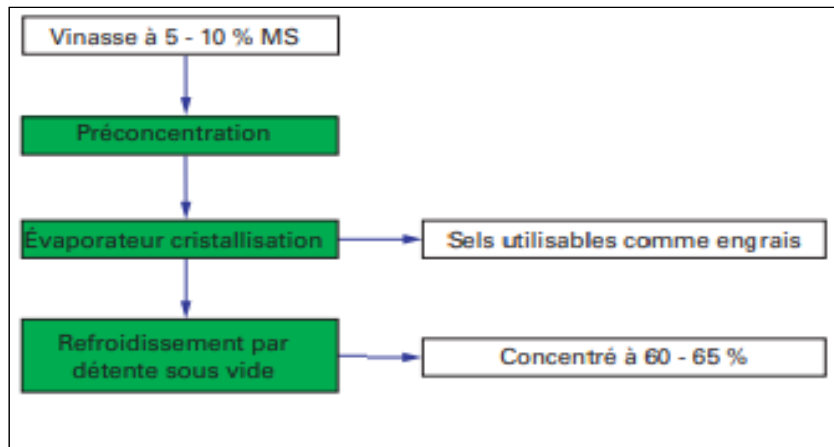 Vinasse à 5 - 10 % MS
Préconcentration
Évaporateur cristallisation
Sels utilisables comme engrais
Refroidissement par
détente sous vide
Concentré à 60 - 65 %